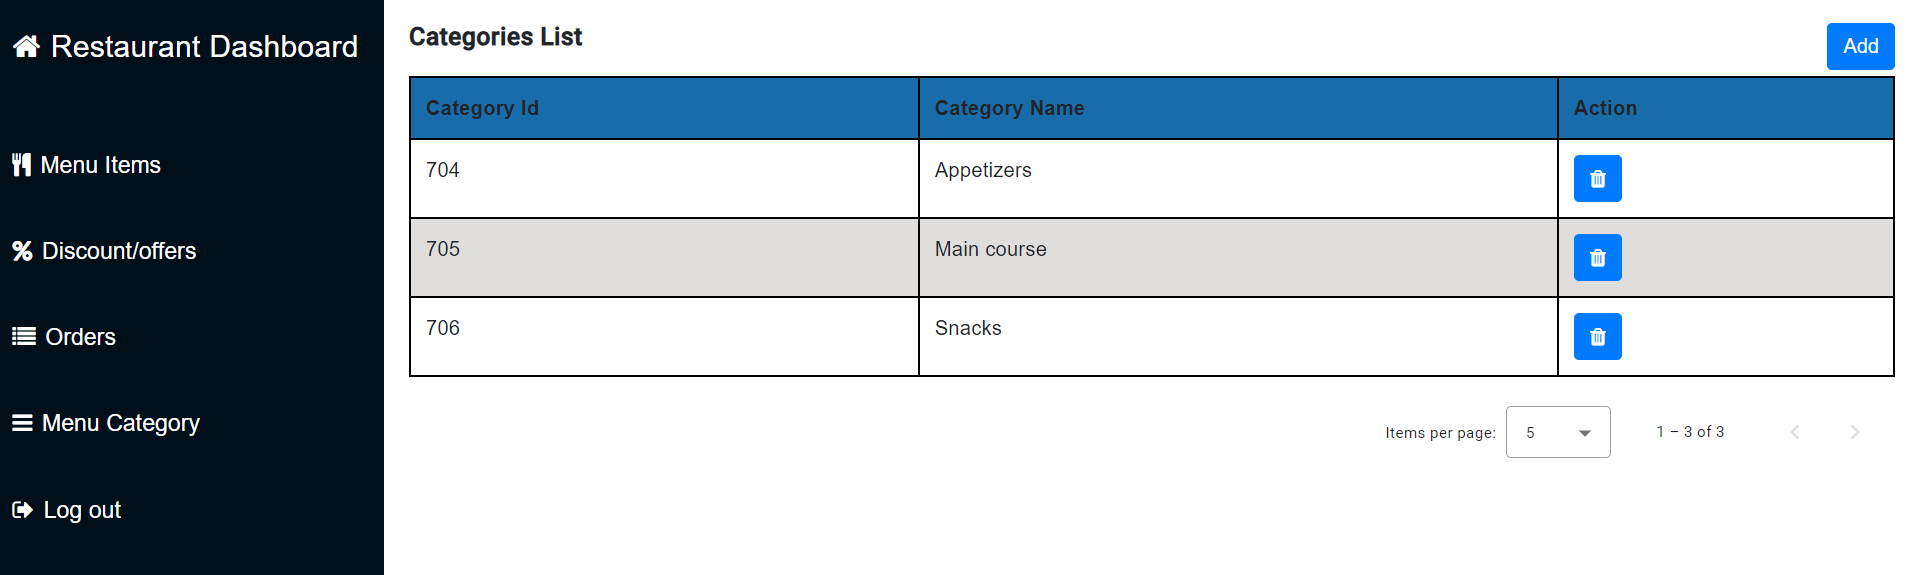 Restaurant Dashboard
Menu Items
Discount/offers
Orders
Menu Category
Log out
Categories List
Add
Category Id Category Name Action
704 Appetizers
705 Main course
706 Snacks
Items per page: 5 1 – 3 of 3